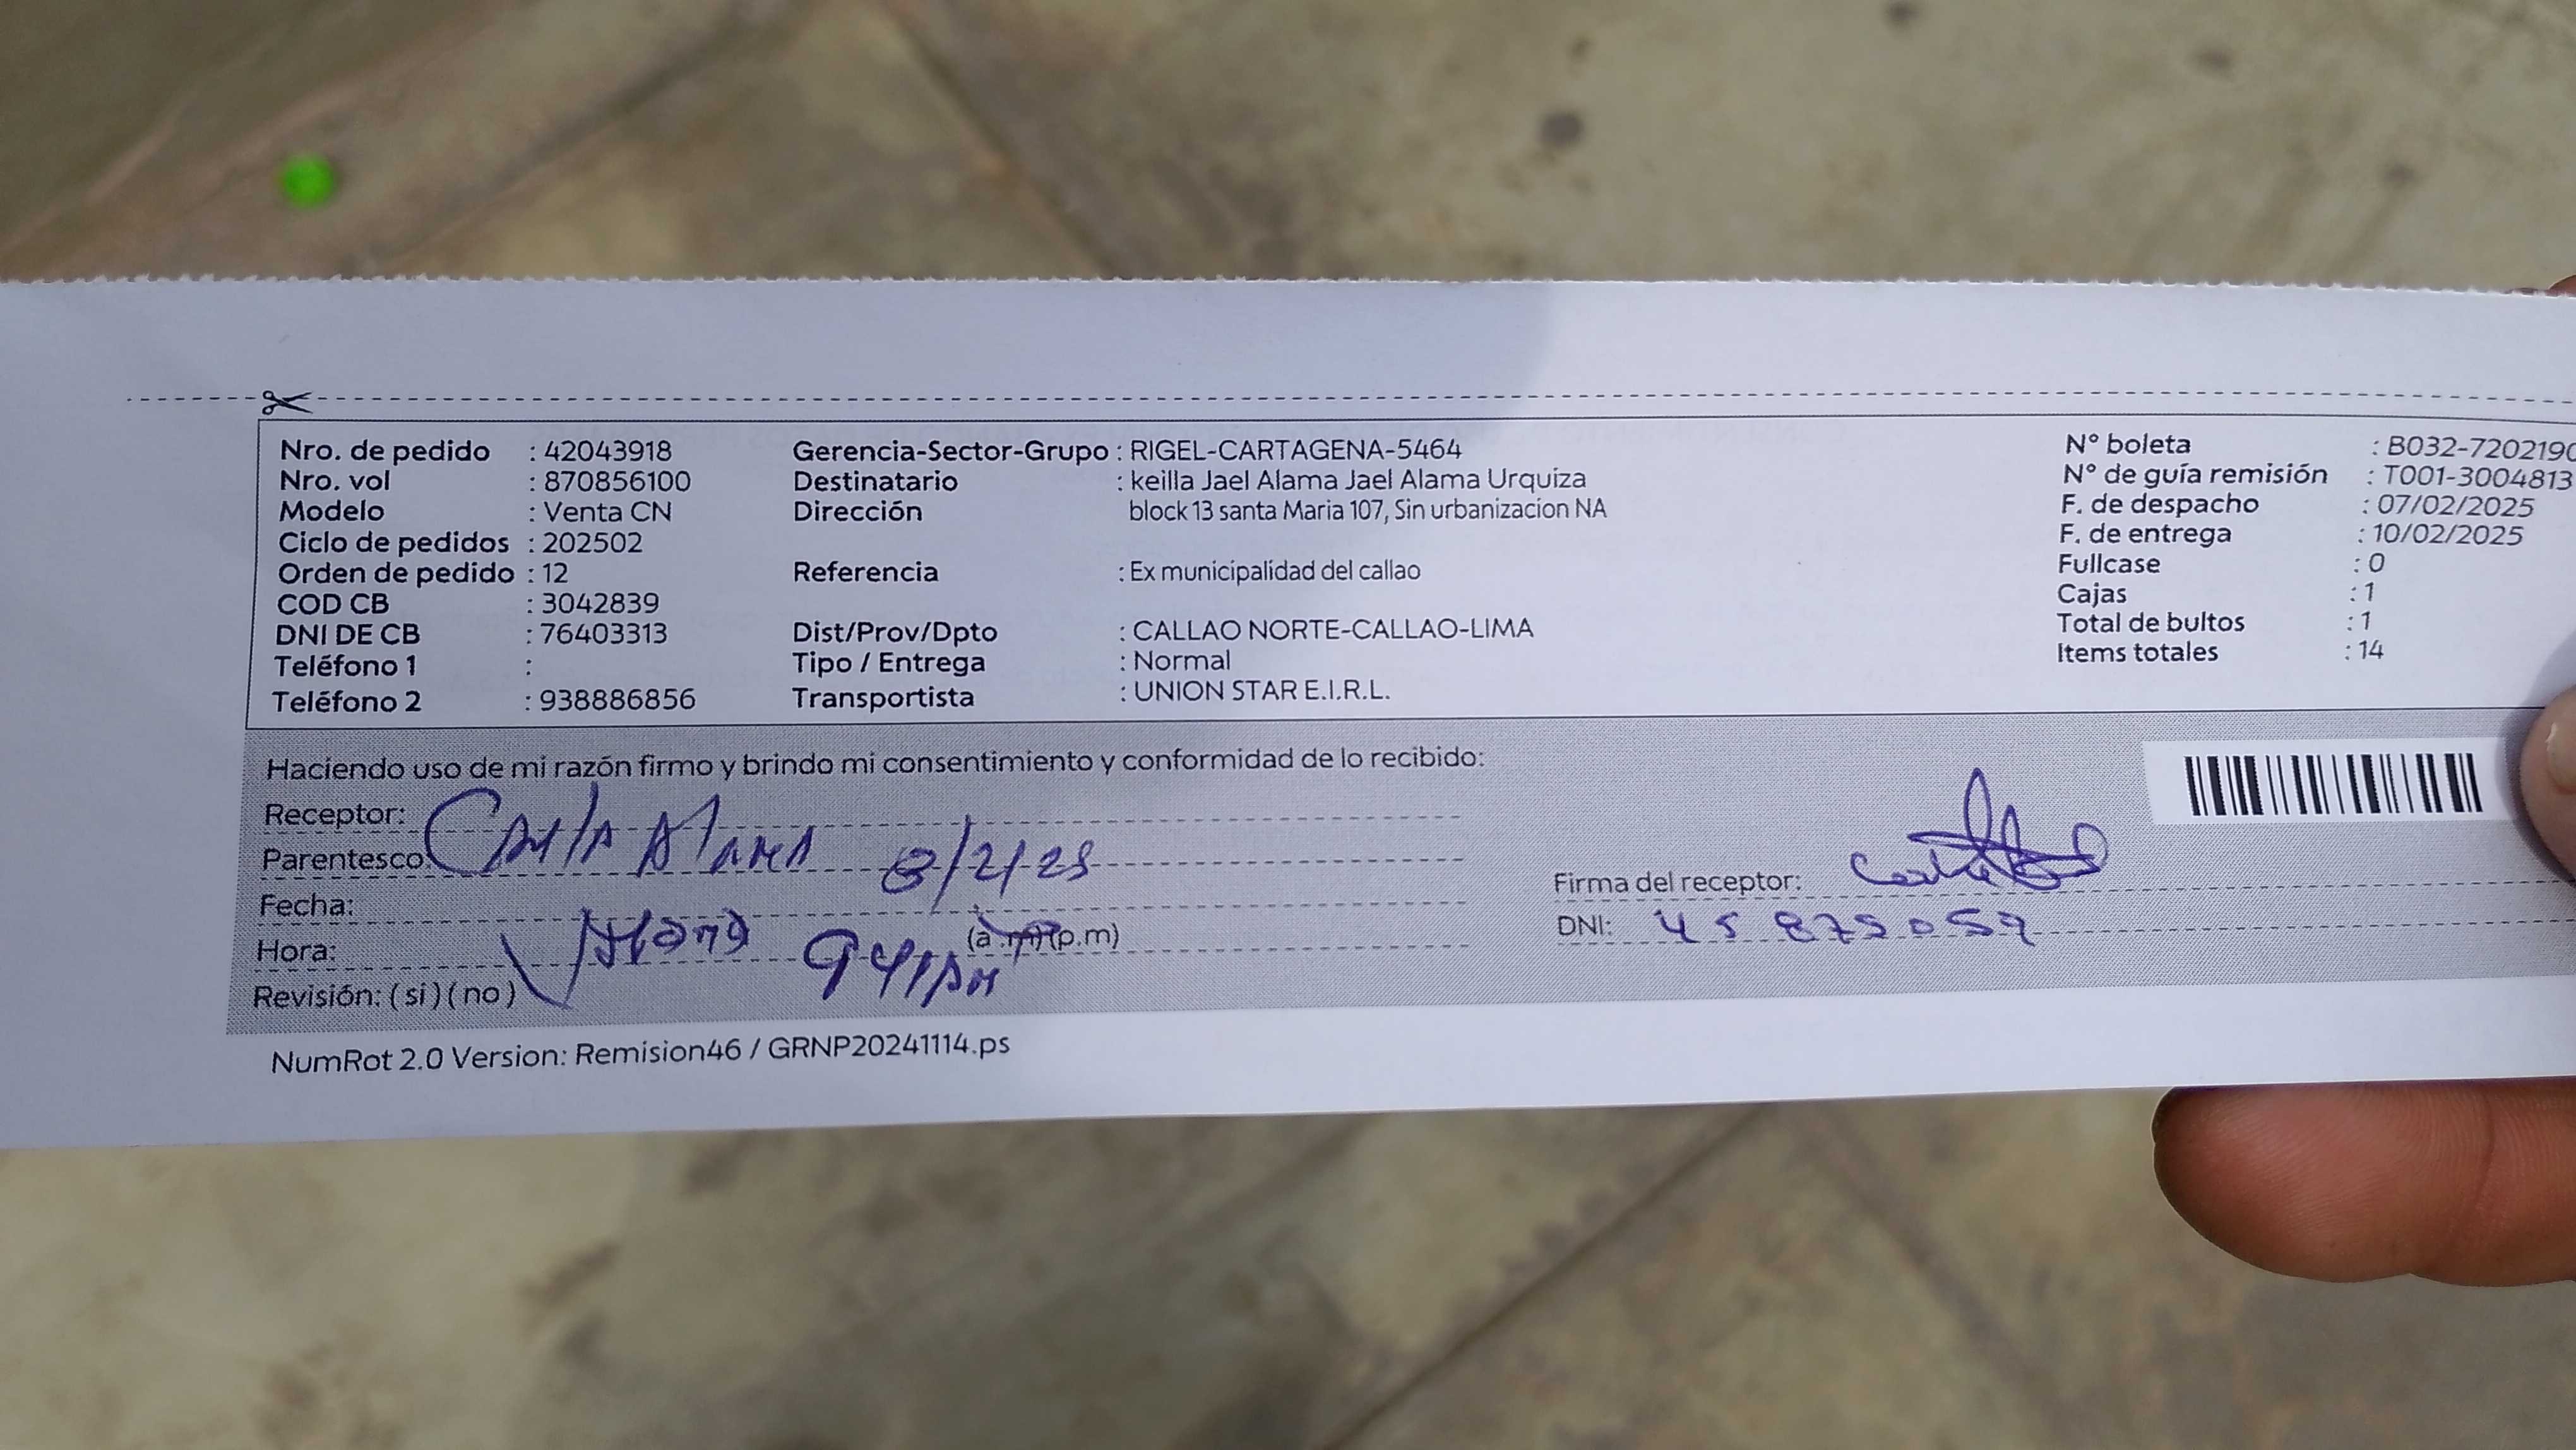 Nro. de pedido : 42043918
Nro. vol : 870856100
Modelo : Venta CN
Ciclo de pedidos : 202502
Orden de pedido : 12
COD CB : 3042839
DNI DE CB : 76403313
Teléfono 1 :
Teléfono 2 : 938886856
Gerencia-Sector-Grupo : RIGEL-CARTAGENA-5464
Destinatario : keilla Jael Alama Jael Alama Urquiza
Dirección block 13 santa Maria 107, Sin urbanizacion NA
Referencia : Ex municipalidad del callao
Dist/Prov/Dpto : CALLAO NORTE-CALLAO-LIMA
Tipo / Entrega : Normal
Transportista : UNION STAR E.I.R.L.
N° boleta : B032-7202190
N° de guía remisión : T001-3004813
F. de despacho : 07/02/2025
F. de entrega : 10/02/2025
Fullcase : 0
Cajas : 1
Total de bultos : 1
Items totales : 14
Haciendo uso de mi razón firmo y brindo mi consentimiento y conformidad de lo recibido:
Receptor: Carla Alama
Parentesco: 8/2/25
Fecha:
Hora: (a.m)(p.m)
Revisión: (si)(no)
Firma del receptor:
DNI:
NumRot 2.0 Version: Remision46 / GRNP20241114.ps